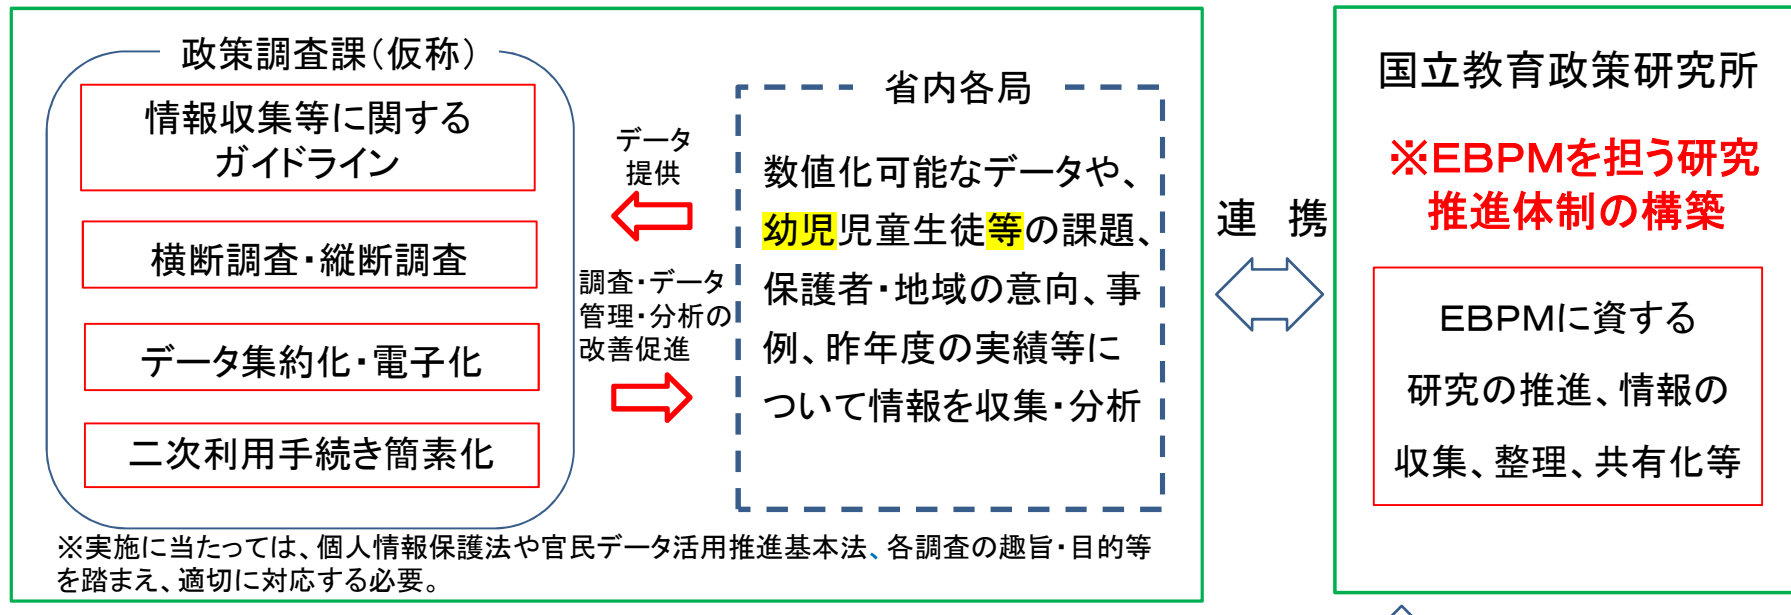 政策調査課（仮称）
情報収集等に関する
ガイドライン
横断調査・縦断調査
データ集約化・電子化
二次利用手続き簡素化
データ
提供
調査・データ
管理・分析の
改善促進
省内各局
数値化可能なデータや、
幼児児童生徒等の課題、
保護者・地域の意向、事
例、昨年度の実績等に
ついて情報を収集・分析
※実施に当たっては、個人情報保護法や官民データ活用推進基本法、各調査の趣旨・目的等
を踏まえ、適切に対応する必要。
連 携
国立教育政策研究所
※EBPMを担う研究
推進体制の構築
EBPMに資する
研究の推進、情報の
収集、整理、共有化等